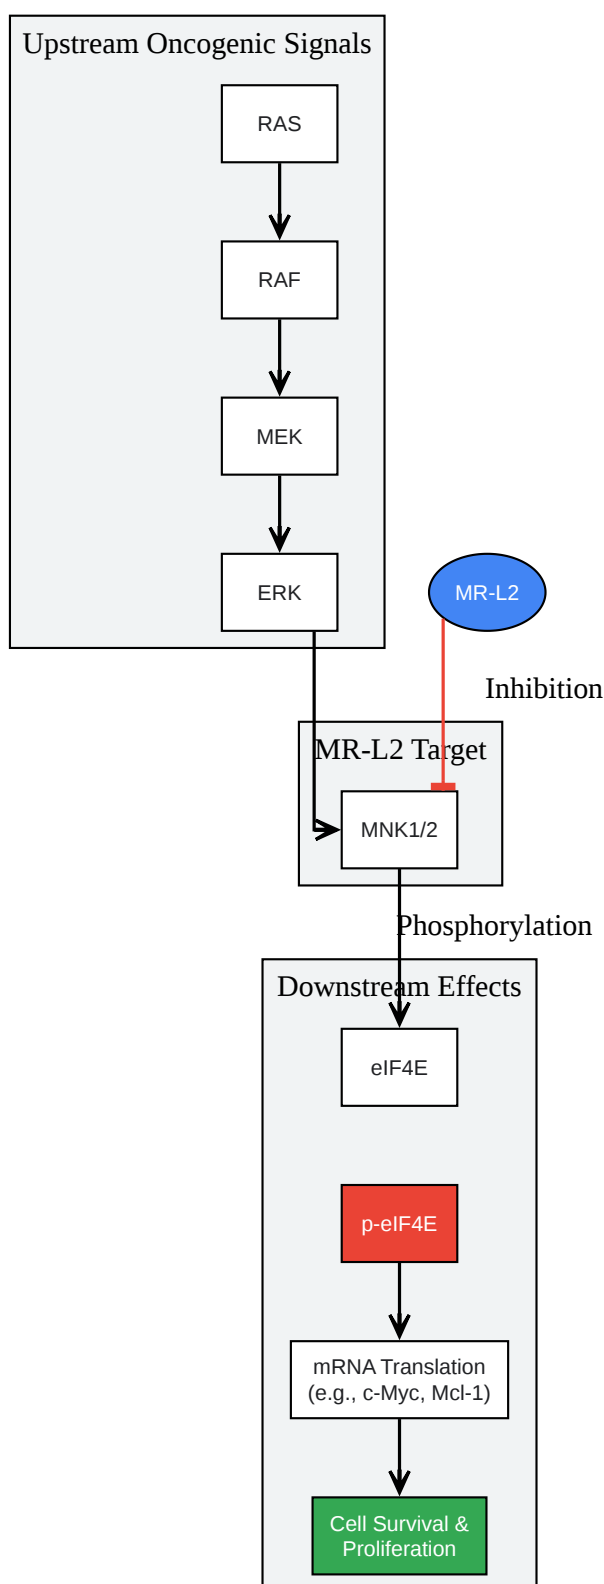 Upstream Oncogenic Signals
RAS
RAF
MEK
ERK
MR-L2
Inhibition
MR-L2 Target
MNK1/2
Phosphorylation
Downstream Effects
eIF4E
p-eIF4E
mRNA Translation
(e.g., c-Myc, Mcl-1)
Cell Survival &
Proliferation